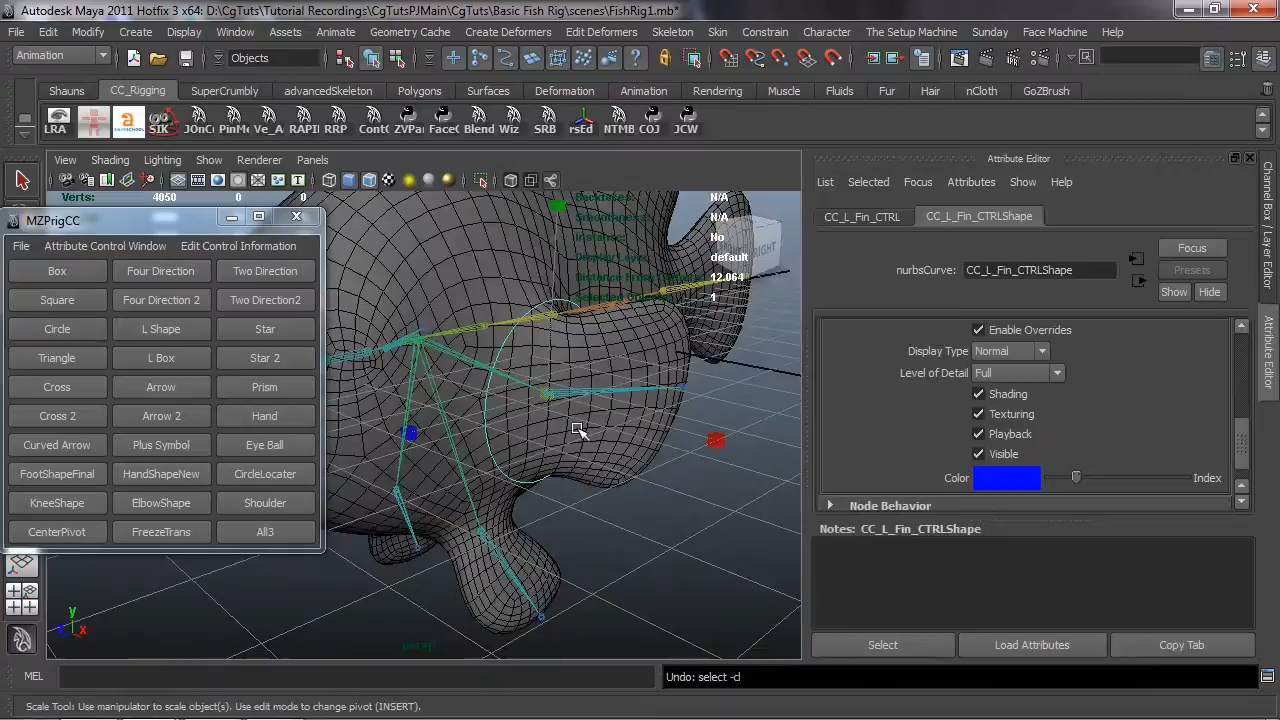 Autodesk Maya 2011 Hotfix 3 x64: D:\CgTuts\Tutorial Recordings\CgTutsPJMain\CgTuts\Basic Fish Rig\scenes\FishRig1.mb*
File Edit Modify Create Display Window Assets Animate Geometry Cache Create Deformers Edit Deformers Skeleton Skin Constrain Character The Setup Machine Sunday Face Machine Help
Animation Objects
Shauns CC_Rigging SuperCrumbly advancedSkeleton Polygons Surfaces Deformation Animation Rendering Muscle Fluids Fur Hair nCloth GoZBrush
LRA SIK JOnCi PinMe Ve_A RAPII RRP Cont( ZVPai Face( Blend Wiz SRB rsEd NTMB COJ JCW
View Shading Lighting Show Renderer Panels
Attribute Editor
List Selected Focus Attributes Show Help
Verts: 4050 0 0
N/A
N/A
No
default
12.064
1
RIGHT
MZPrigCC
File Attribute Control Window Edit Control Information
Box Four Direction Two Direction
Square Four Direction 2 Two Direction2
Circle L Shape Star
Triangle L Box Star 2
Cross Arrow Prism
Cross 2 Arrow 2 Hand
Curved Arrow Plus Symbol Eye Ball
FootShapeFinal HandShapeNew CircleLocater
KneeShape ElbowShape Shoulder
CenterPivot FreezeTrans All3
CC_L_Fin_CTRL CC_L_Fin_CTRLShape
Focus
nurbsCurve: CC_L_Fin_CTRLShape Presets
Show Hide
Enable Overrides
Display Type Normal
Level of Detail Full
Shading
Texturing
Playback
Visible
Color Index
Node Behavior
Notes: CC_L_Fin_CTRLShape
Select Load Attributes Copy Tab
Channel Box / Layer Editor
Attribute Editor
y
x
persp
MEL Undo: select -cl
Scale Tool: Use manipulator to scale object(s). Use edit mode to change pivot (INSERT).